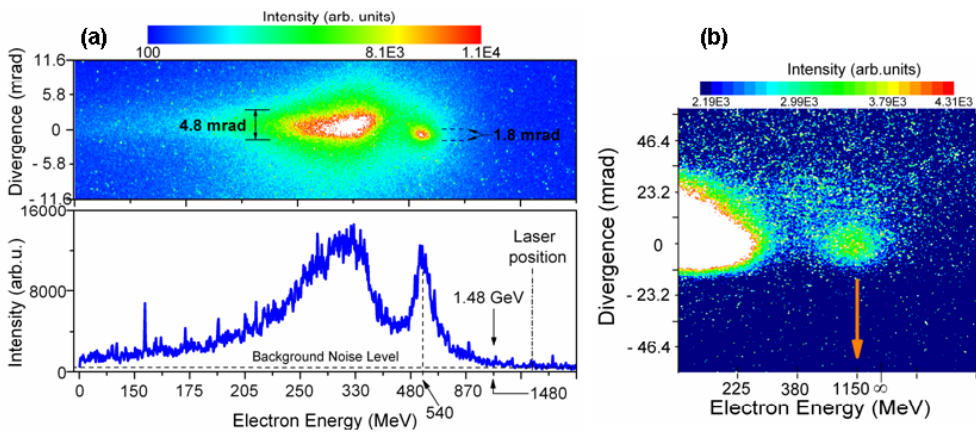 Intensity (arb. units)
(a)
100 8.1E3 1.1E4
Divergence (mrad)
11.6
5.8
0
- 5.8
- 11.6
4.8 mrad
1.8 mrad
Intensity (arb.u.)
16000
8000
0
Laser
position
1.48 GeV
Background Noise Level
0 150 175 205 250 330 480 870 1480
540
Electron Energy (MeV)
(b)
Intensity (arb.units)
2.19E3 2.99E3 3.79E3 4.31E3
Divergence (mrad)
46.4
23.2
0
- 23.2
- 46.4
225 380 1150 ∞
Electron Energy (MeV)